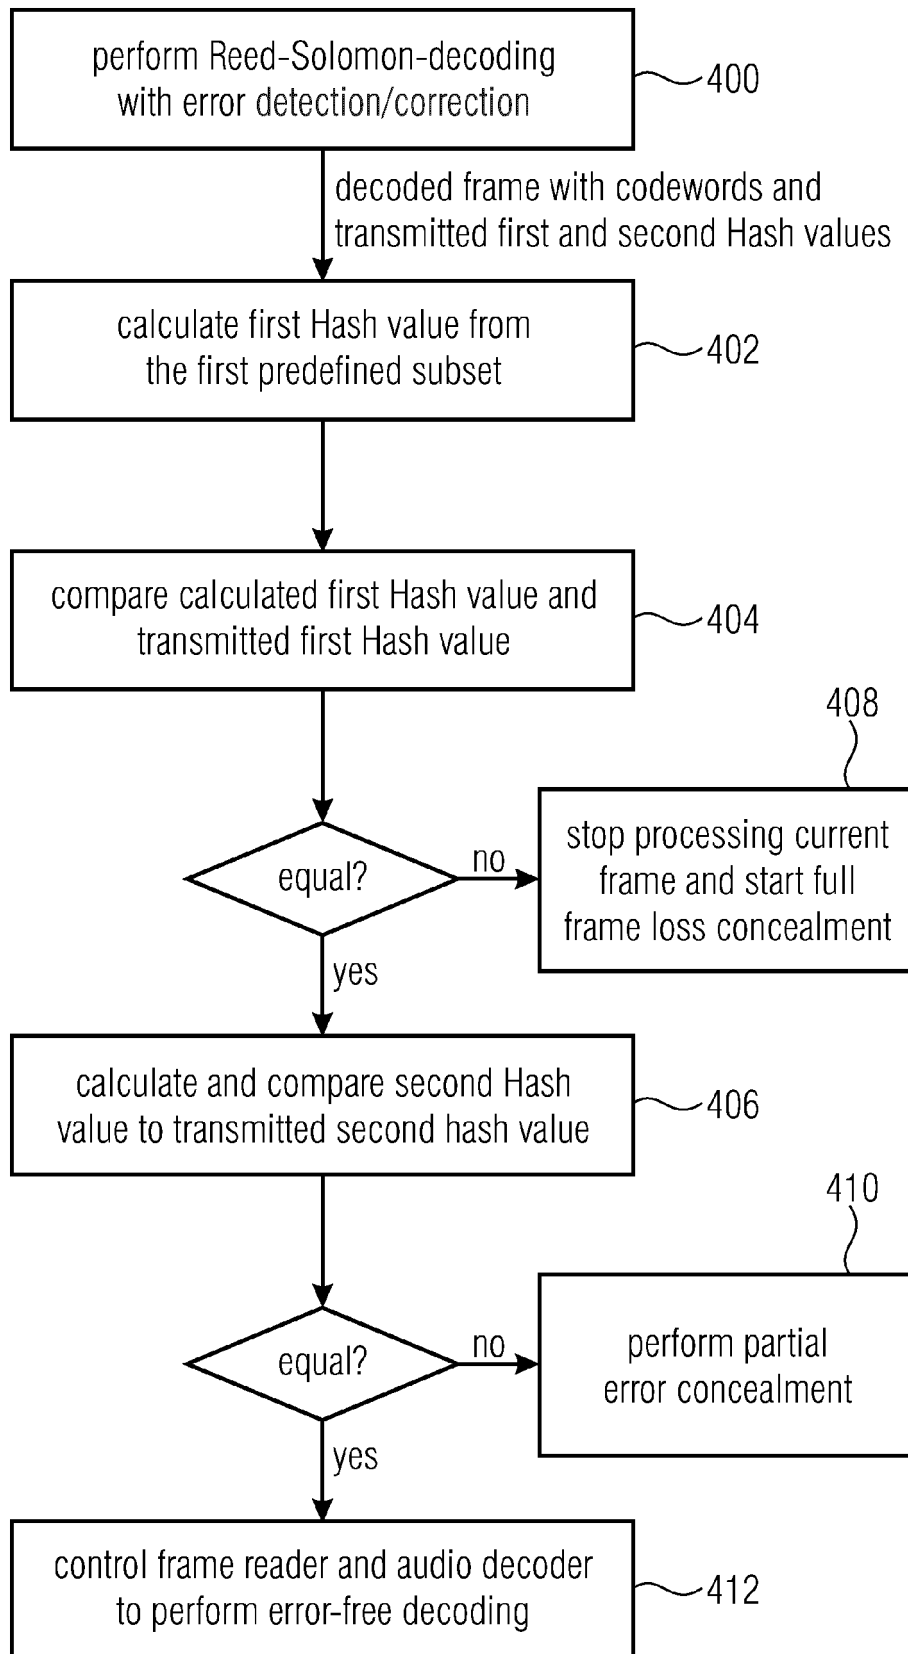 perform Reed-Solomon-decoding
with error detection/correction
400
decoded frame with codewords and
transmitted first and second Hash values
calculate first Hash value from
the first predefined subset
402
compare calculated first Hash value and
transmitted first Hash value
404
408
equal?
no
stop processing current
frame and start full
frame loss concealment
yes
calculate and compare second Hash
value to transmitted second hash value
406
410
equal?
no
perform partial
error concealment
yes
control frame reader and audio decoder
to perform error-free decoding
412